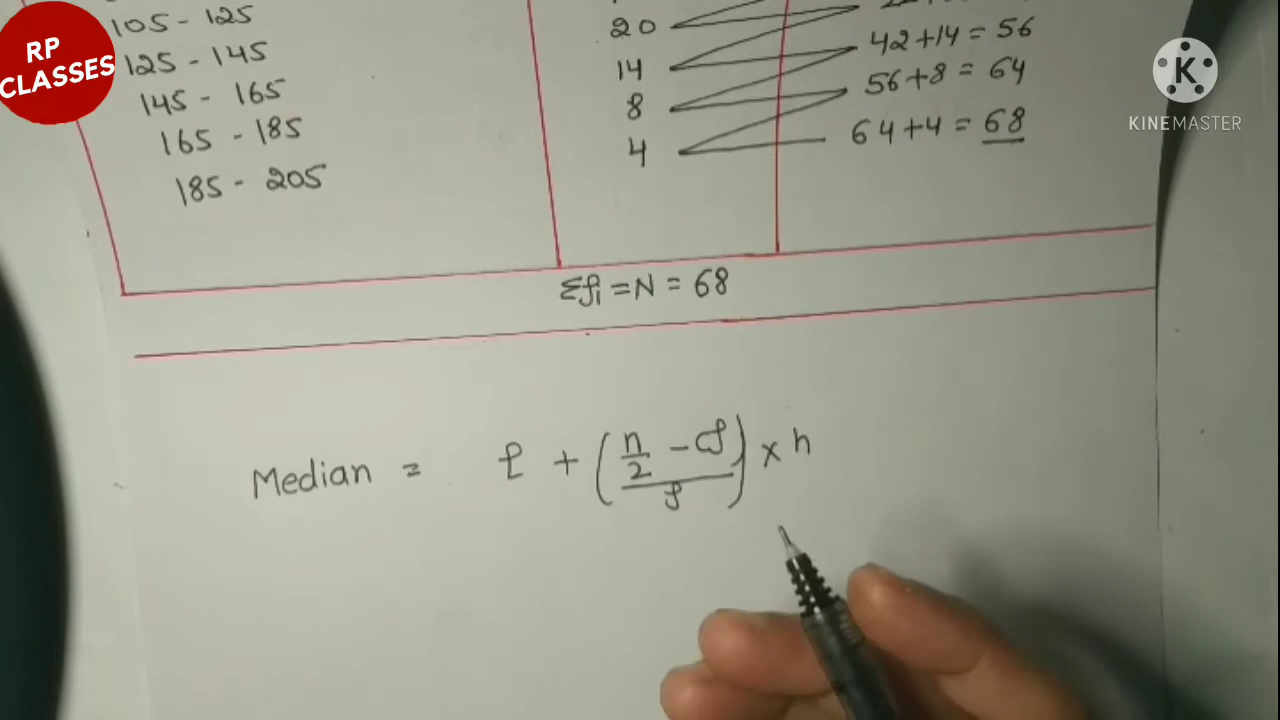 RP
CLASSES
105 - 125
125 - 145
145 - 165
165 - 185
185 - 205
20
14
8
4
42+14 = 56
56+8 = 64
64+4 = 68
K
KINEMASTER
Σfi = N = 68
Median = l + (n/2 - cf / f) × h